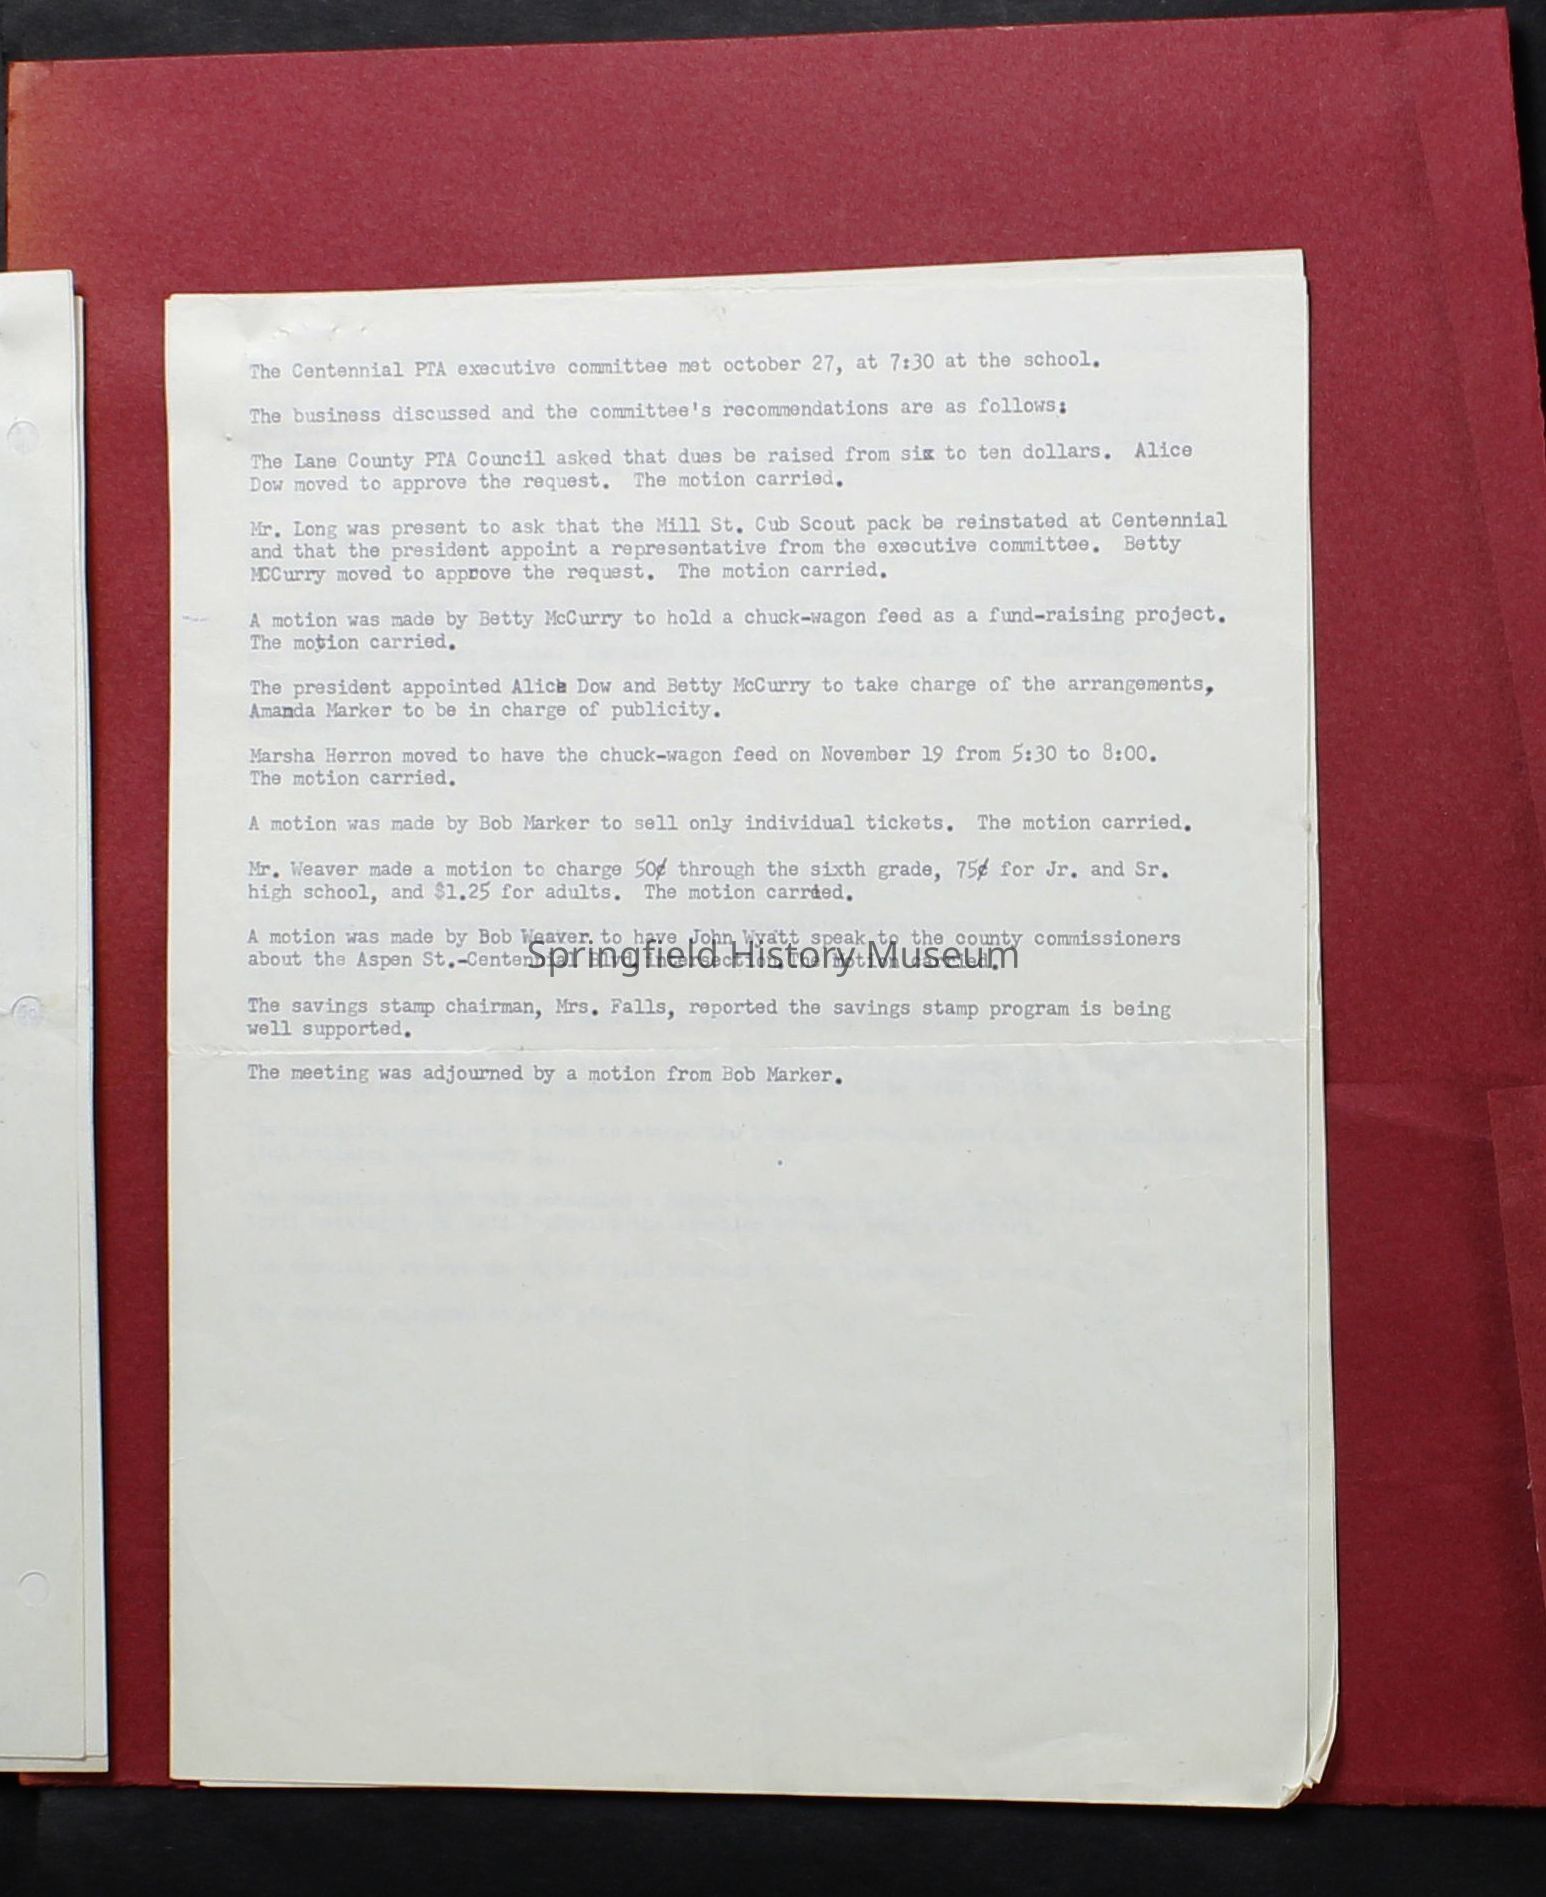 The Centennial PTA executive committee met october 27, at 7:30 at the school.
The business discussed and the committee's recommendations are as follows:
The Lane County PTA Council asked that dues be raised from six to ten dollars. Alice
Dow moved to approve the request. The motion carried.
Mr. Long was present to ask that the Mill St. Cub Scout pack be reinstated at Centennial
and that the president appoint a representative from the executive committee. Betty
MCCurry moved to approve the request. The motion carried.
A motion was made by Betty McCurry to hold a chuck-wagon feed as a fund-raising project.
The motion carried.
The president appointed Alice Dow and Betty McCurry to take charge of the arrangements,
Amanda Marker to be in charge of publicity.
Marsha Herron moved to have the chuck-wagon feed on November 19 from 5:30 to 8:00.
The motion carried.
A motion was made by Bob Marker to sell only individual tickets. The motion carried.
Mr. Weaver made a motion to charge 50¢ through the sixth grade, 75¢ for Jr. and Sr.
high school, and $1.25 for adults. The motion carried.
A motion was made by Bob Weaver to have John Wyatt speak to the county commissioners
about the Aspen St.-Centennial Blvd. intersection. The motion carried.
Springfield History Museum
The savings stamp chairman, Mrs. Falls, reported the savings stamp program is being
well supported.
The meeting was adjourned by a motion from Bob Marker.